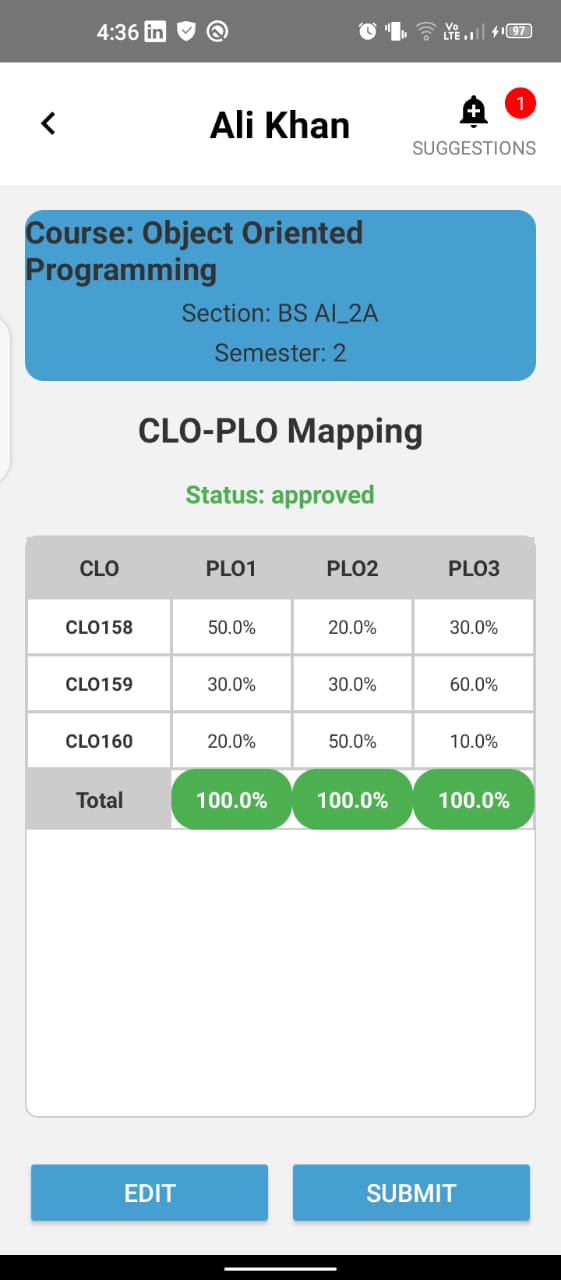 4:36 in Vo LTE 97
Ali Khan
1
SUGGESTIONS
Course: Object Oriented
Programming
Section: BS AI_2A
Semester: 2
CLO-PLO Mapping
Status: approved
CLO PLO1 PLO2 PLO3
CLO158 50.0% 20.0% 30.0%
CLO159 30.0% 30.0% 60.0%
CLO160 20.0% 50.0% 10.0%
Total 100.0% 100.0% 100.0%
EDIT SUBMIT